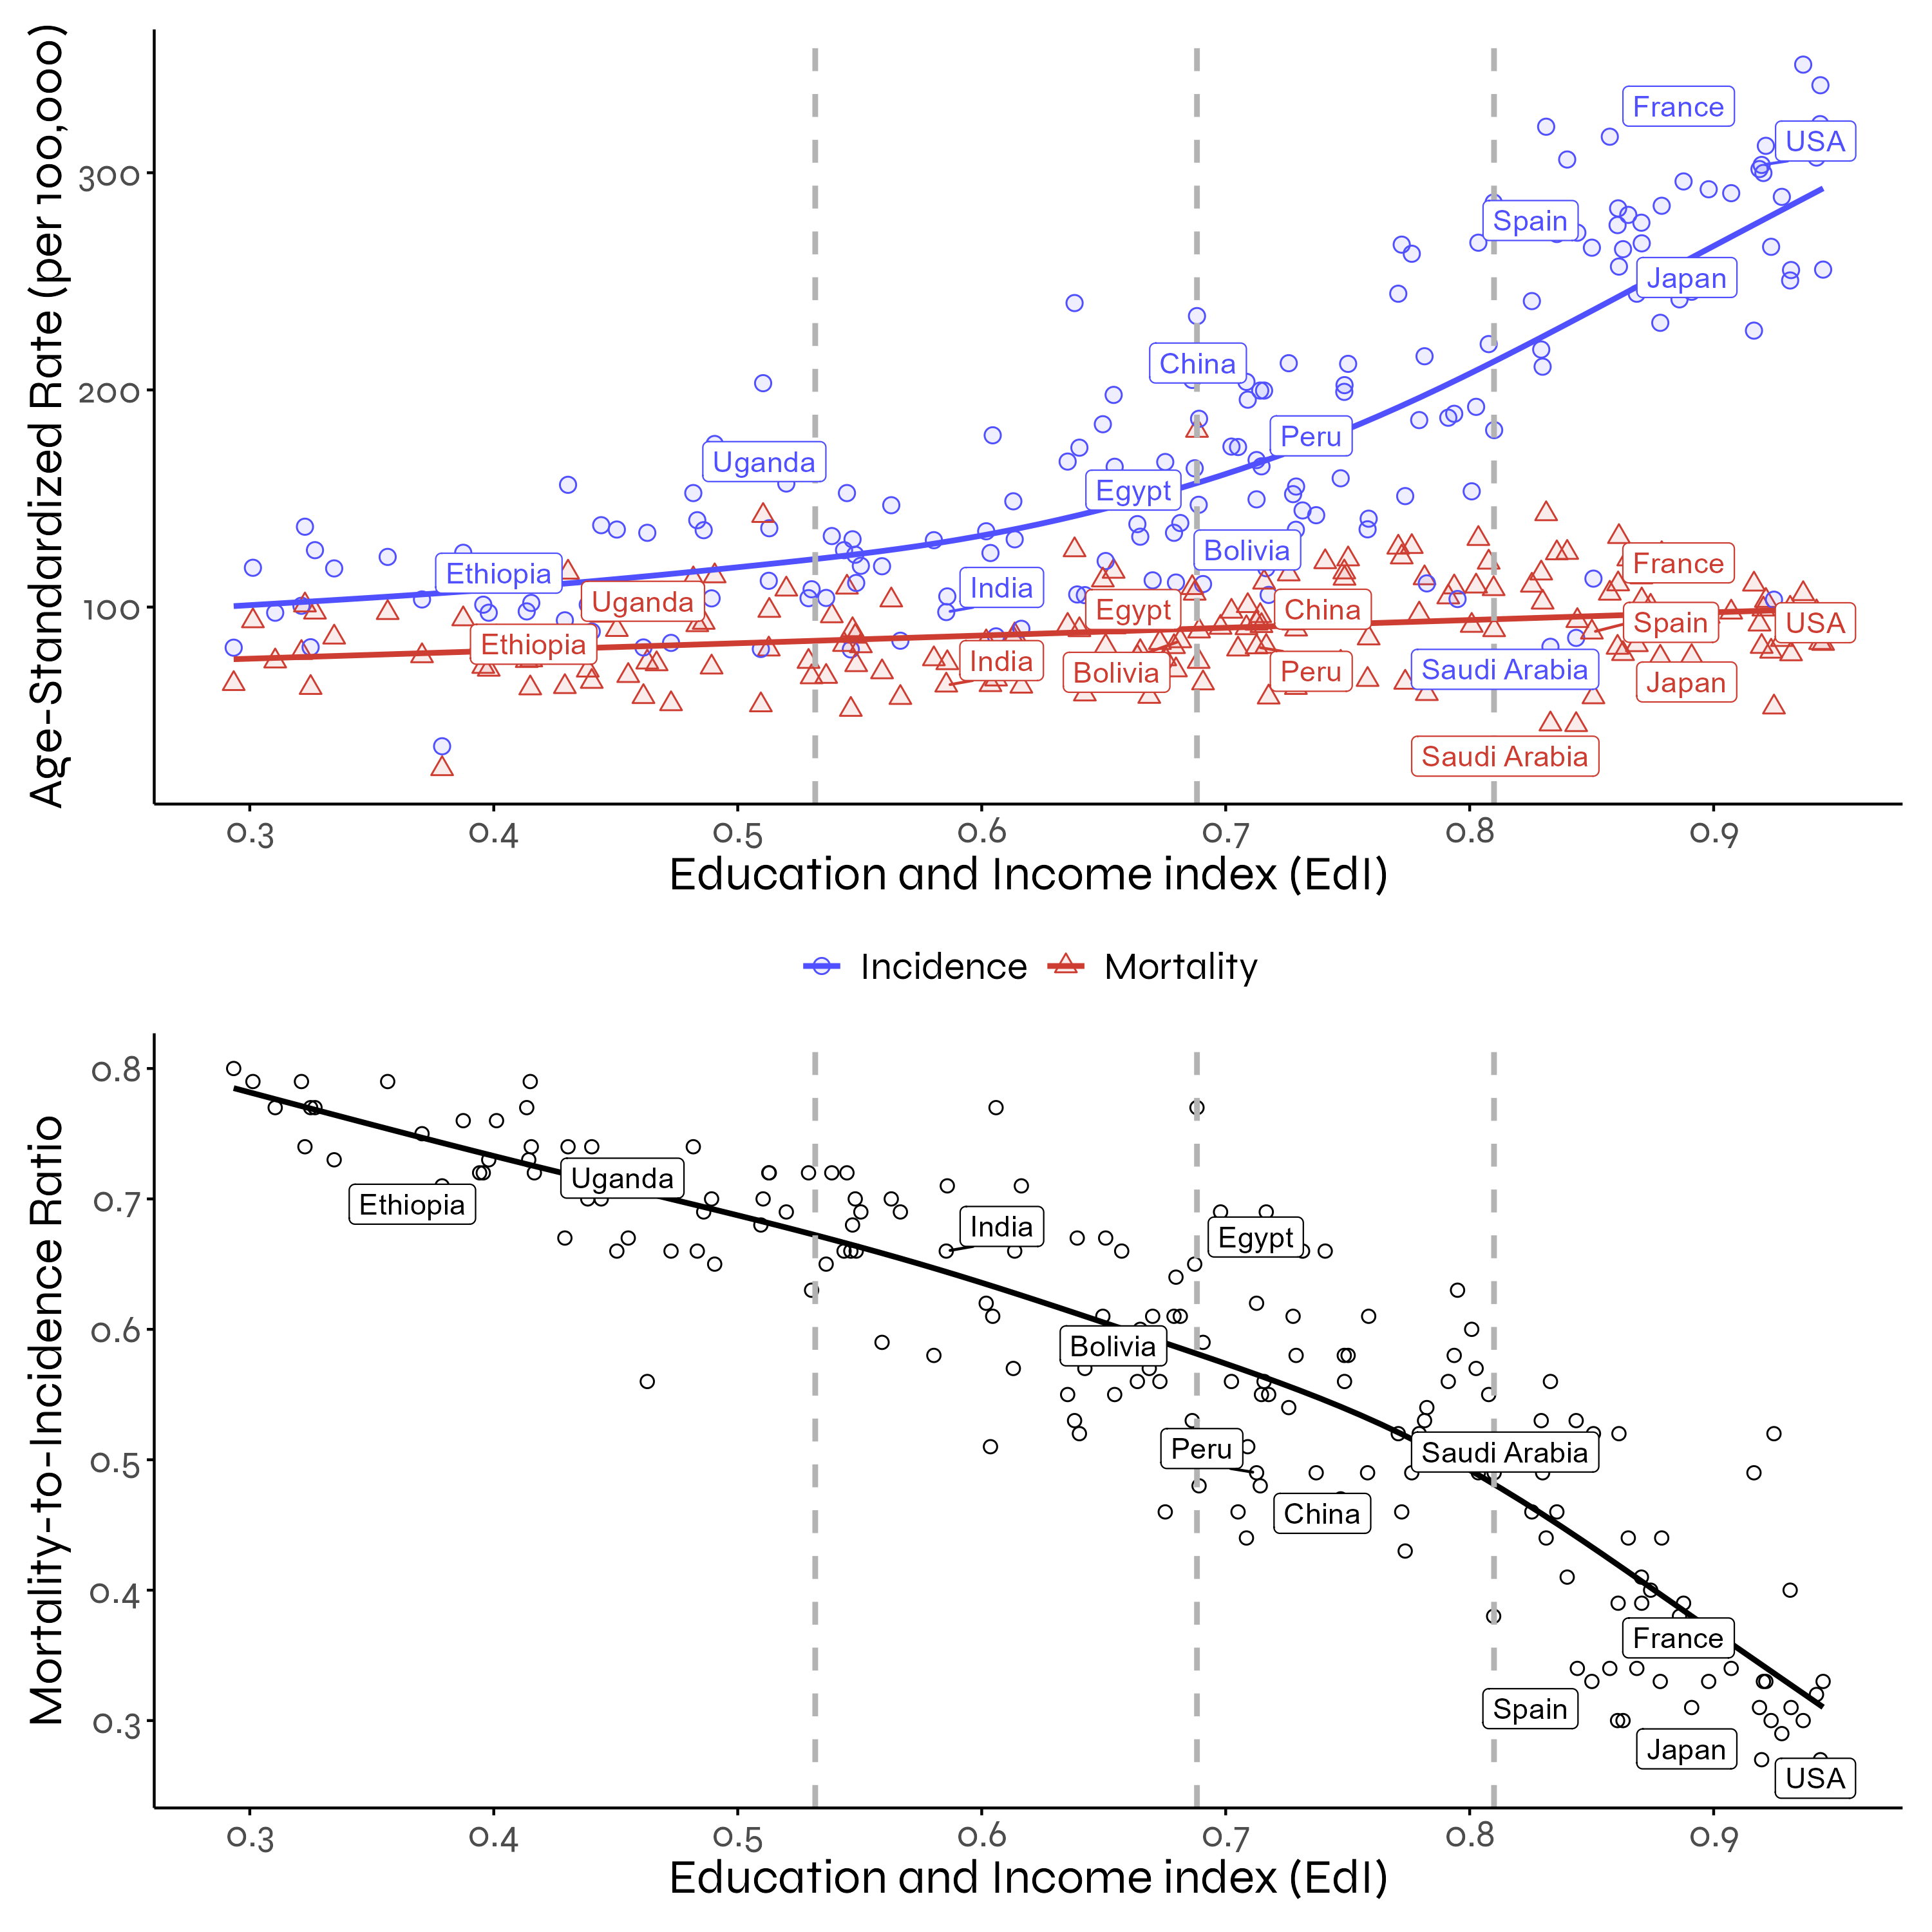 Age-Standardized Rate (per 100,000)
300
200
100
France
USA
Spain
Japan
China
Peru
Uganda
Egypt
Bolivia
Ethiopia
India
France
Uganda
Egypt
China
Spain
USA
Ethiopia
India
Bolivia
Peru
Saudi Arabia
Japan
Saudi Arabia
0.3 0.4 0.5 0.6 0.7 0.8 0.9
Education and Income index (EdI)
Incidence Mortality
Mortality-to-Incidence Ratio
0.8
0.7
0.6
0.5
0.4
0.3
Uganda
Ethiopia
India
Egypt
Bolivia
Peru
Saudi Arabia
China
France
Spain
Japan
USA
0.3 0.4 0.5 0.6 0.7 0.8 0.9
Education and Income index (EdI)